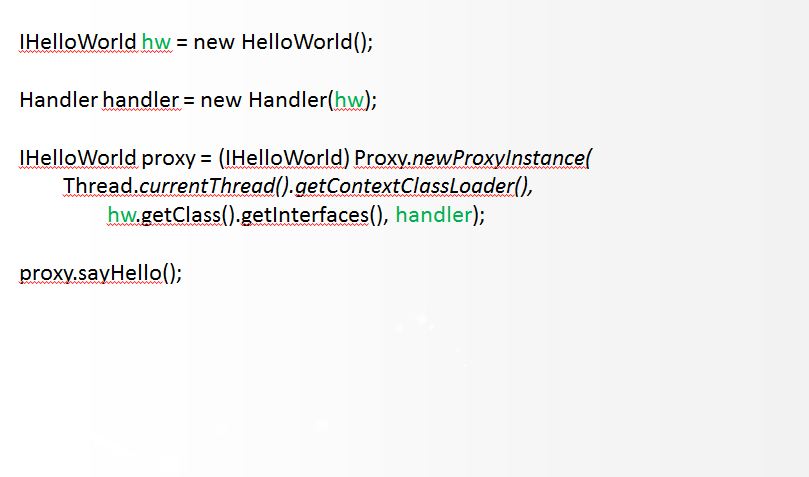 IHelloWorld hw = new HelloWorld();
Handler handler = new Handler(hw);
IHelloWorld proxy = (IHelloWorld) Proxy.newProxyInstance(
Thread.currentThread().getContextClassLoader(),
hw.getClass().getInterfaces(), handler);
proxy.sayHello();